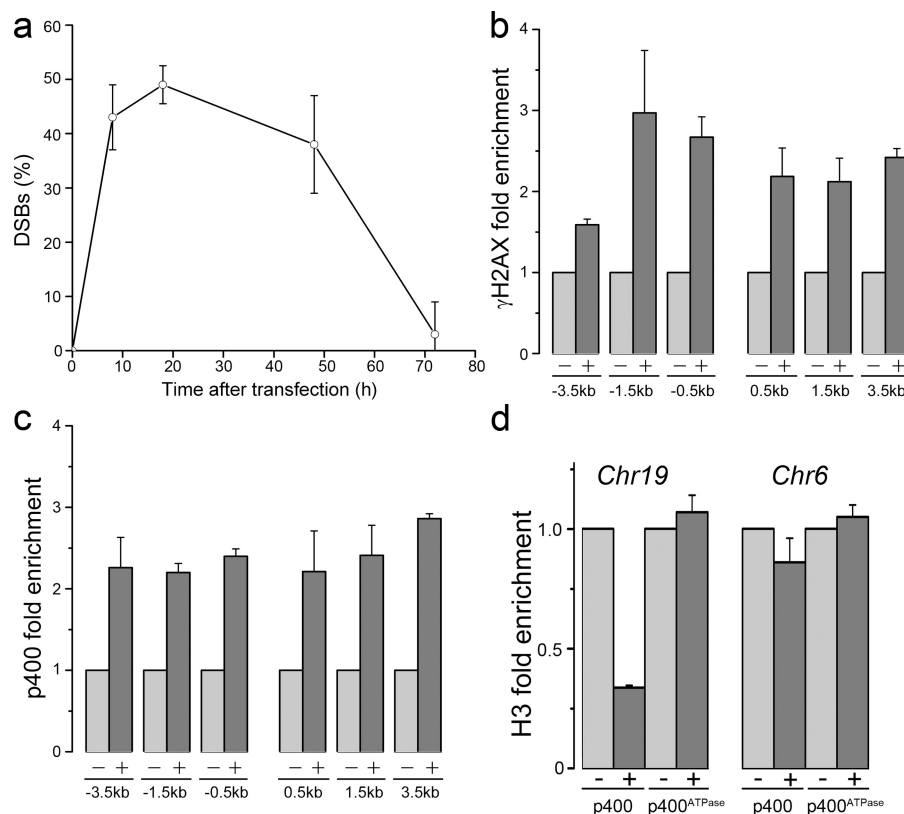 a
60
50
40
30
20
10
0
DSBs (%)
0 10 20 30 40 50 60 70 80
Time after transfection (h)
b
4
3
2
1
0
γH2AX fold enrichment
– + – + – + – + – + – +
-3.5kb -1.5kb -0.5kb 0.5kb 1.5kb 3.5kb
c
4
3
2
1
0
p400 fold enrichment
– + – + – + – + – + – +
-3.5kb -1.5kb -0.5kb 0.5kb 1.5kb 3.5kb
d
Chr19 Chr6
1.0
0.5
0
H3 fold enrichment
- + - + - + - +
p400 p400ATPase p400 p400ATPase